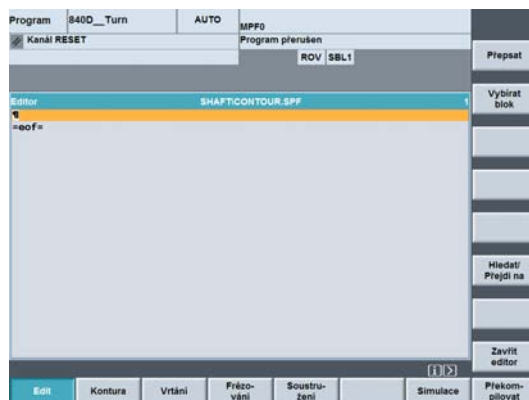 Program 840D__Turn AUTO MPF0
Kanál RESET Program přerušen
ROV SBL1
Přepsat
Editor SHAFT\CONTOUR.SPF 1
Vybírat blok
¶
=eof=
Hledat/ Přejdi na
Zavřít editor
Edit Kontura Vrtání Frézo- vání Soustru- žení Simulace Překom- pilovat